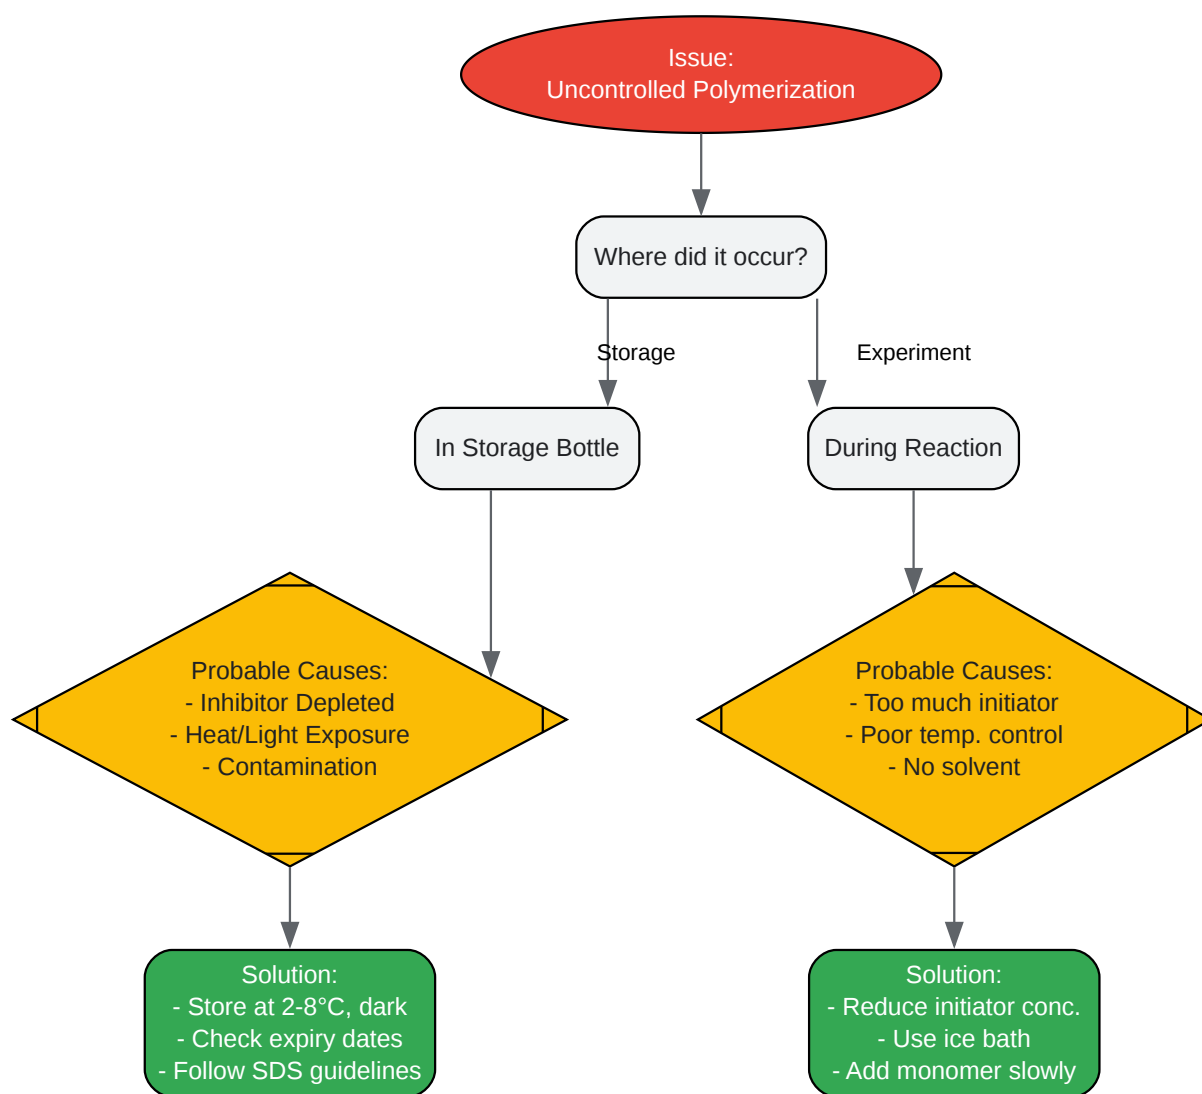 Issue:
Uncontrolled Polymerization
Where did it occur?
Storage
Experiment
In Storage Bottle
During Reaction
Probable Causes:
- Inhibitor Depleted
- Heat/Light Exposure
- Contamination
Probable Causes:
- Too much initiator
- Poor temp. control
- No solvent
Solution:
- Store at 2-8°C, dark
- Check expiry dates
- Follow SDS guidelines
Solution:
- Reduce initiator conc.
- Use ice bath
- Add monomer slowly